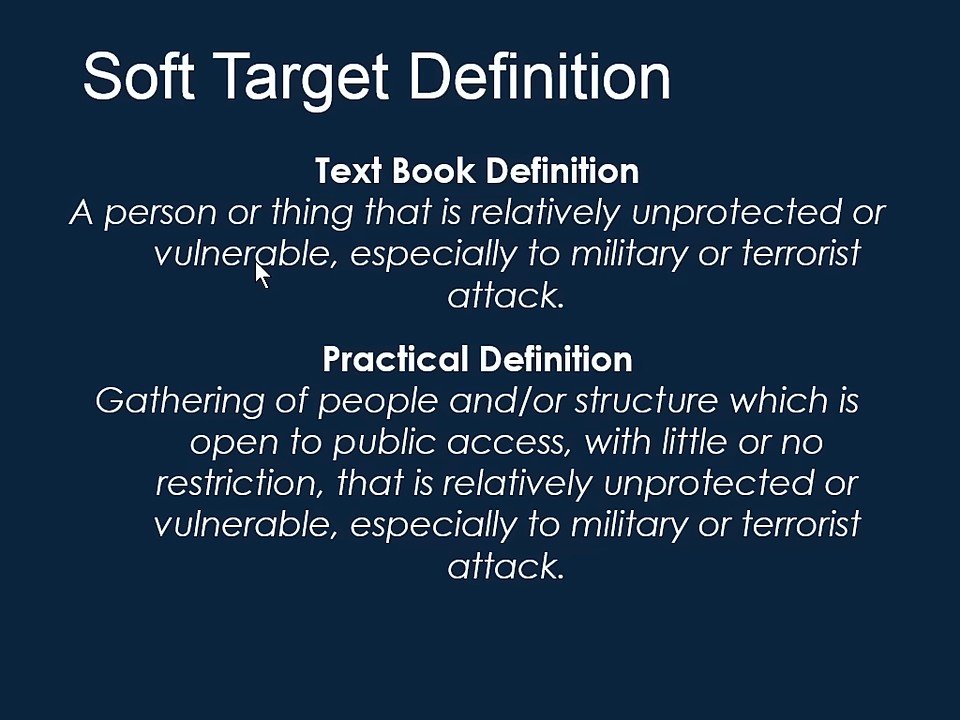 Soft Target Definition
Text Book Definition
A person or thing that is relatively unprotected or
vulnerable, especially to military or terrorist
attack.
Practical Definition
Gathering of people and/or structure which is
open to public access, with little or no
restriction, that is relatively unprotected or
vulnerable, especially to military or terrorist
attack.